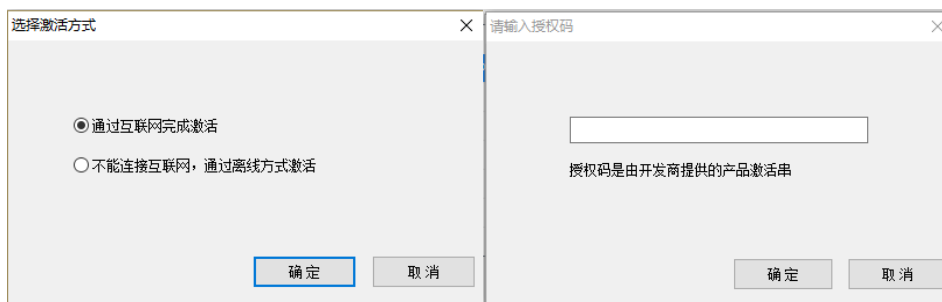 选择激活方式
通过互联网完成激活
不能连接互联网，通过离线方式激活
确定
取消
请输入授权码
授权码是由开发商提供的产品激活串
确定
取消